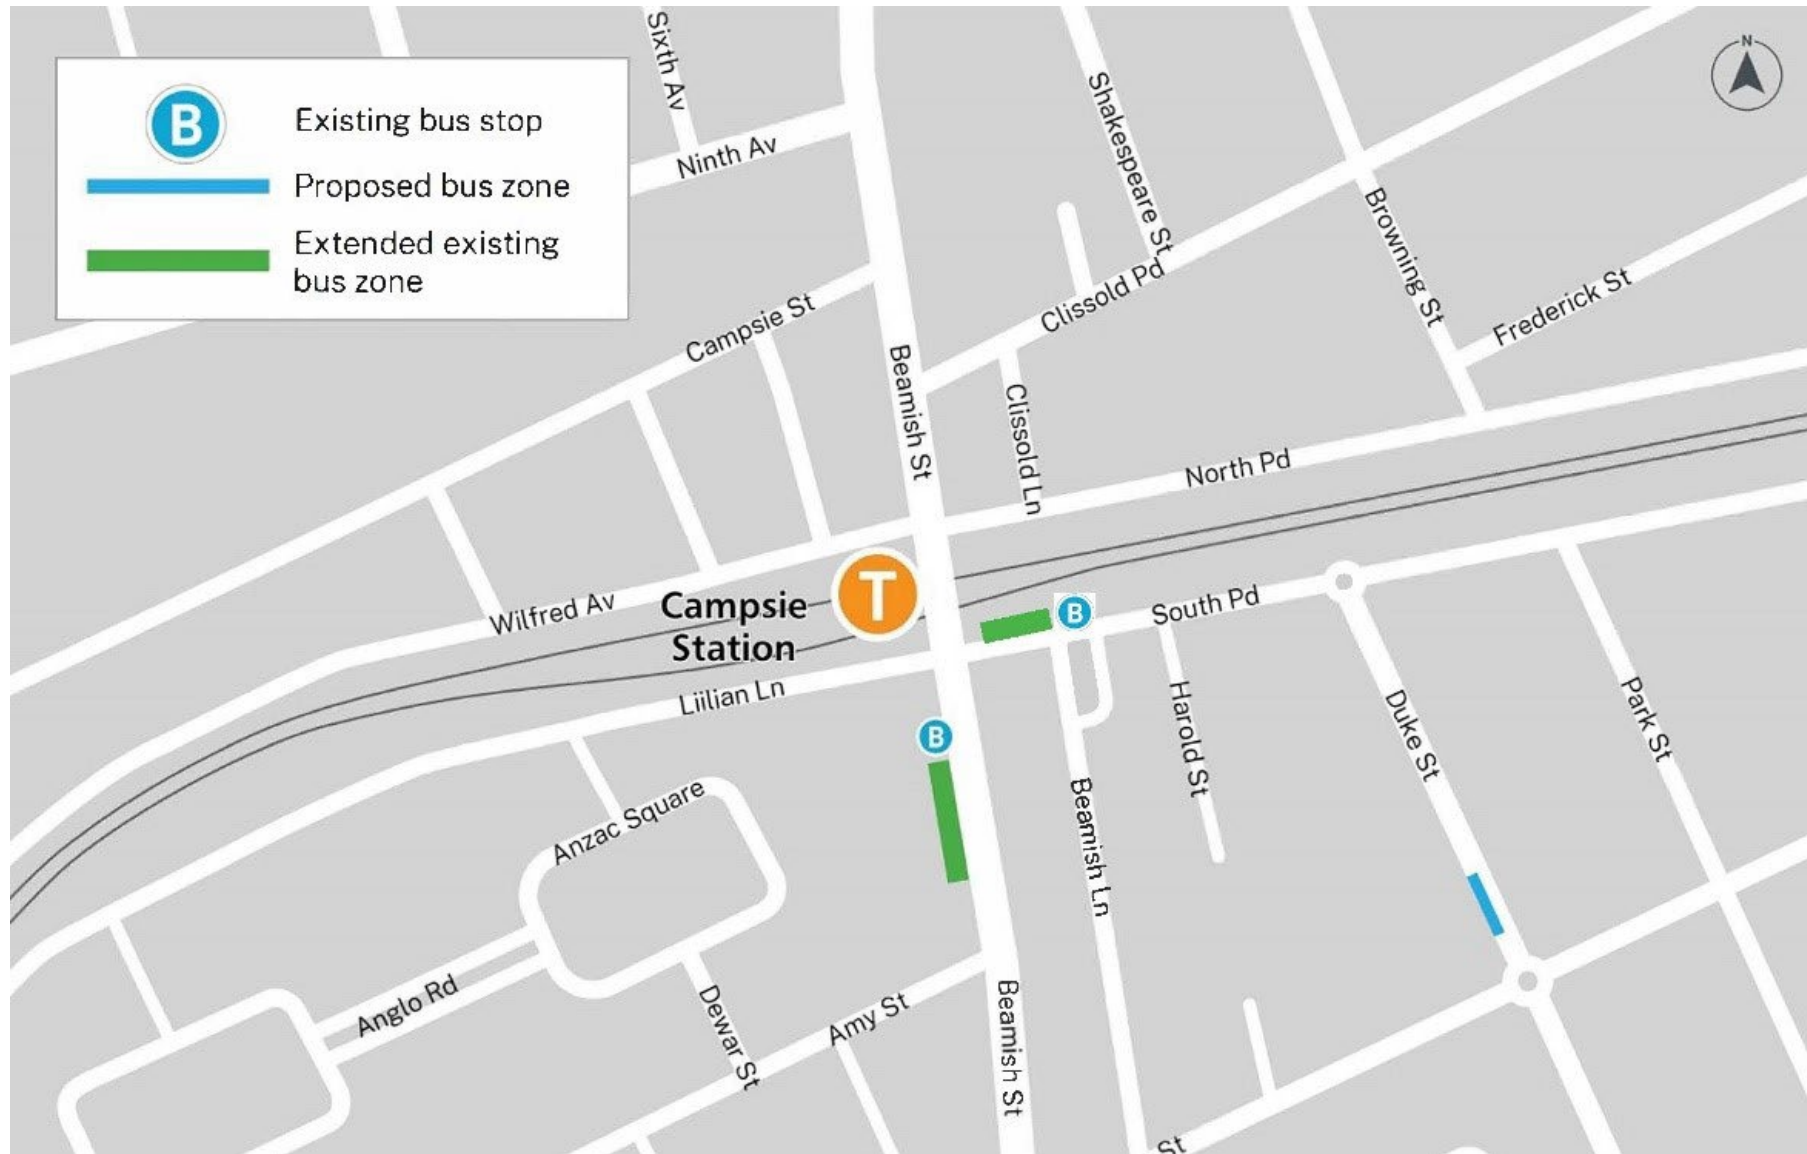 B
Existing bus stop
Proposed bus zone
Extended existing
bus zone
N
Sixth Av
Ninth Av
Shakespeare St
Browning St
Frederick St
Clissold Pd
Campsie St
Beamish St
Clissold Ln
North Pd
T
Campsie
Station
Wilfred Av
B
South Pd
Liilian Ln
B
Harold St
Duke St
Park St
Anzac Square
Beamish Ln
Anglo Rd
Dewar St
Amy St
Beamish St
St